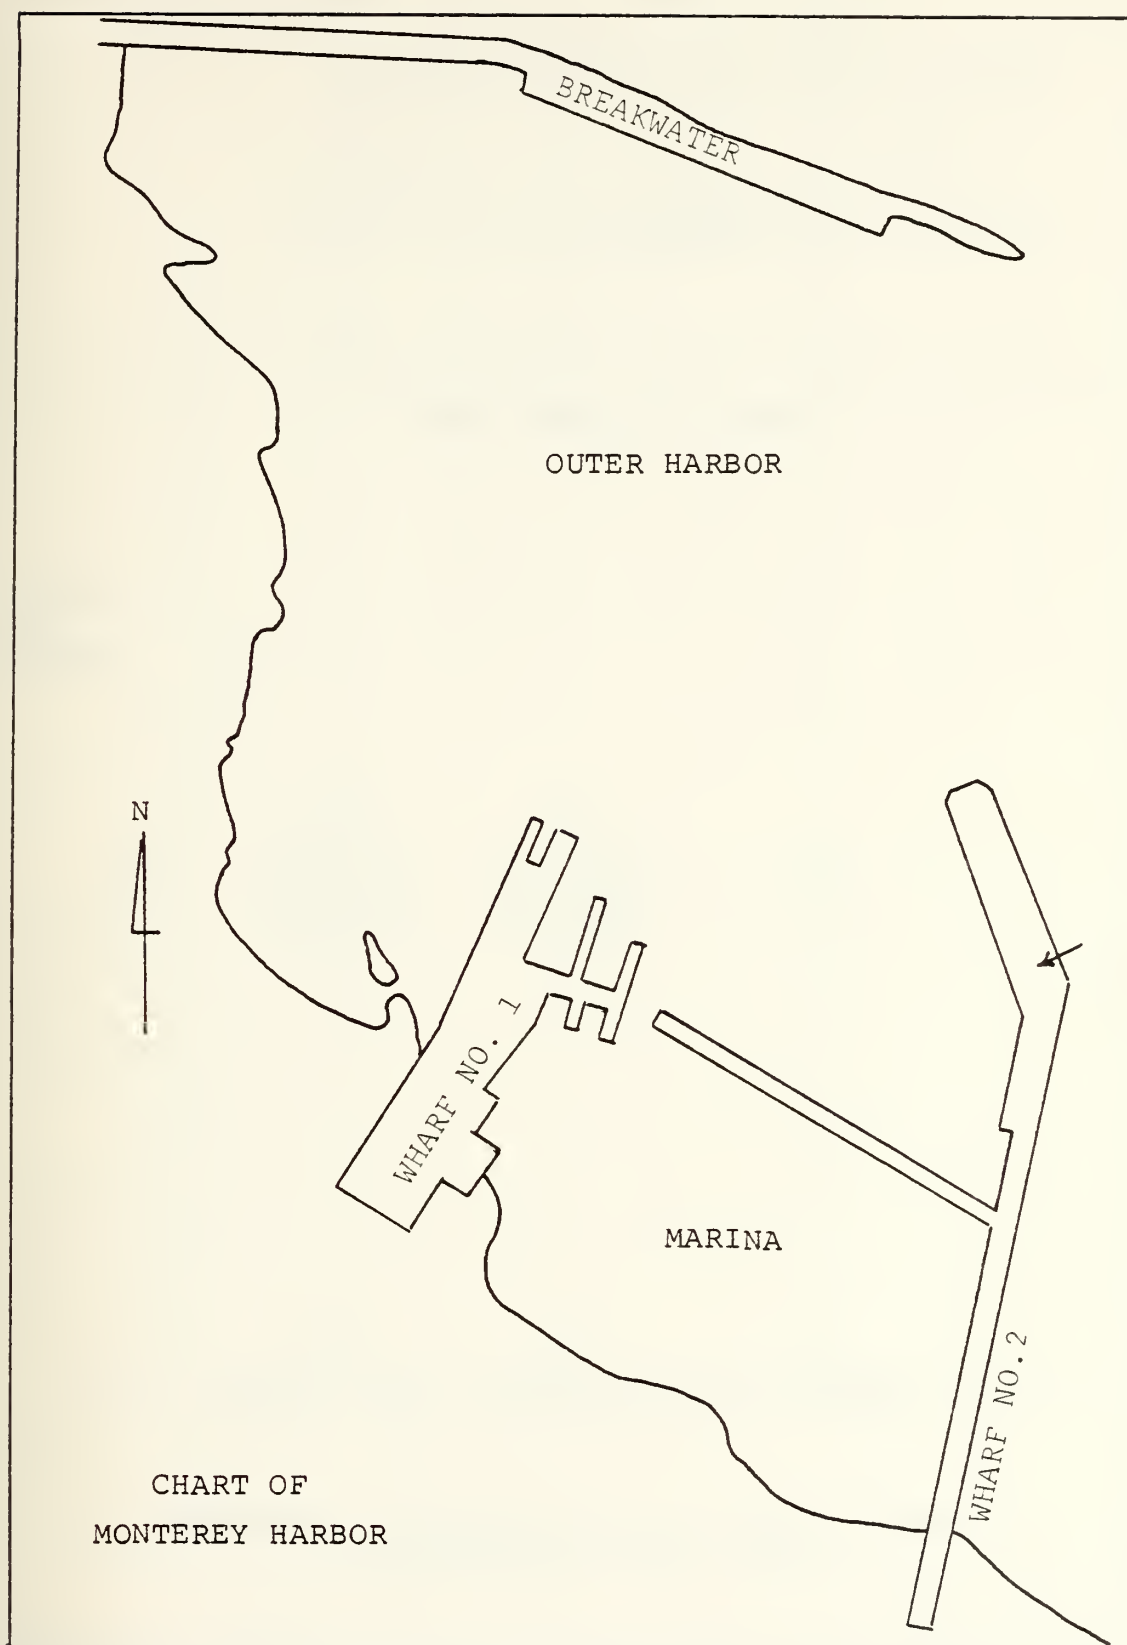 BREAKWATER
OUTER HARBOR
N
WHARF NO. 1
MARINA
WHARF NO.2
CHART OF
MONTEREY HARBOR